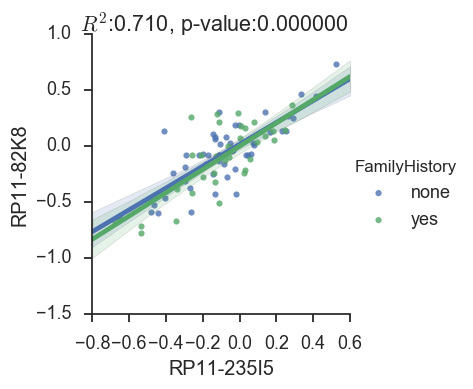 R²:0.710, p-value:0.000000
1.0
0.5
0.0
−0.5
−1.0
−1.5
RP11-82K8
−0.8−0.6−0.4−0.2 0.0 0.2 0.4 0.6
RP11-235I5
FamilyHistory
none
yes